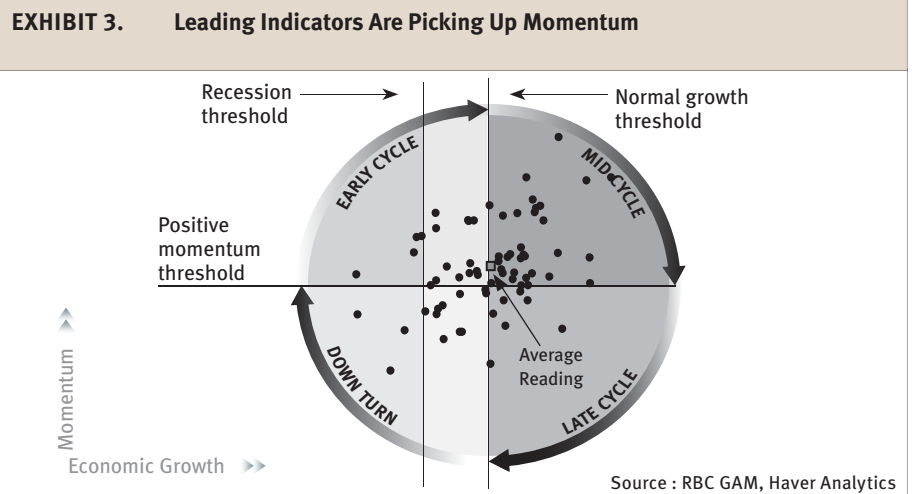 EXHIBIT 3. Leading Indicators Are Picking Up Momentum
Recession
threshold
Normal growth
threshold
EARLY CYCLE
MID CYCLE
Positive
momentum
threshold
Average
Reading
DOWN TURN
LATE CYCLE
Momentum
Economic Growth
Source : RBC GAM, Haver Analytics